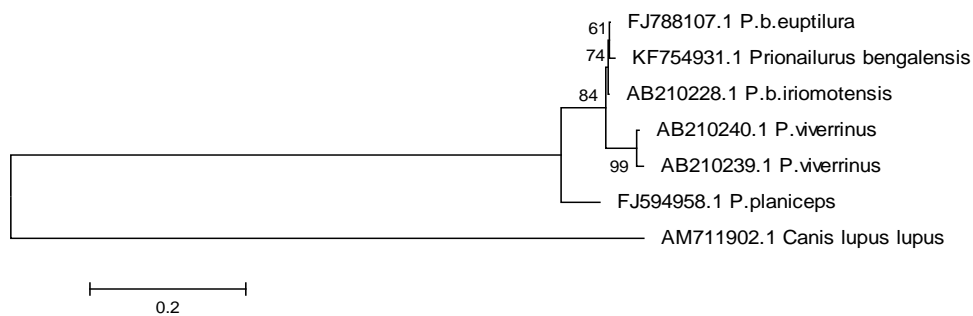 FJ788107.1 P.b.euptilura
61
KF754931.1 Prionailurus bengalensis
74
AB210228.1 P.b.iriomotensis
84
AB210240.1 P.viverrinus
AB210239.1 P.viverrinus
99
FJ594958.1 P.planiceps
AM711902.1 Canis lupus lupus
0.2